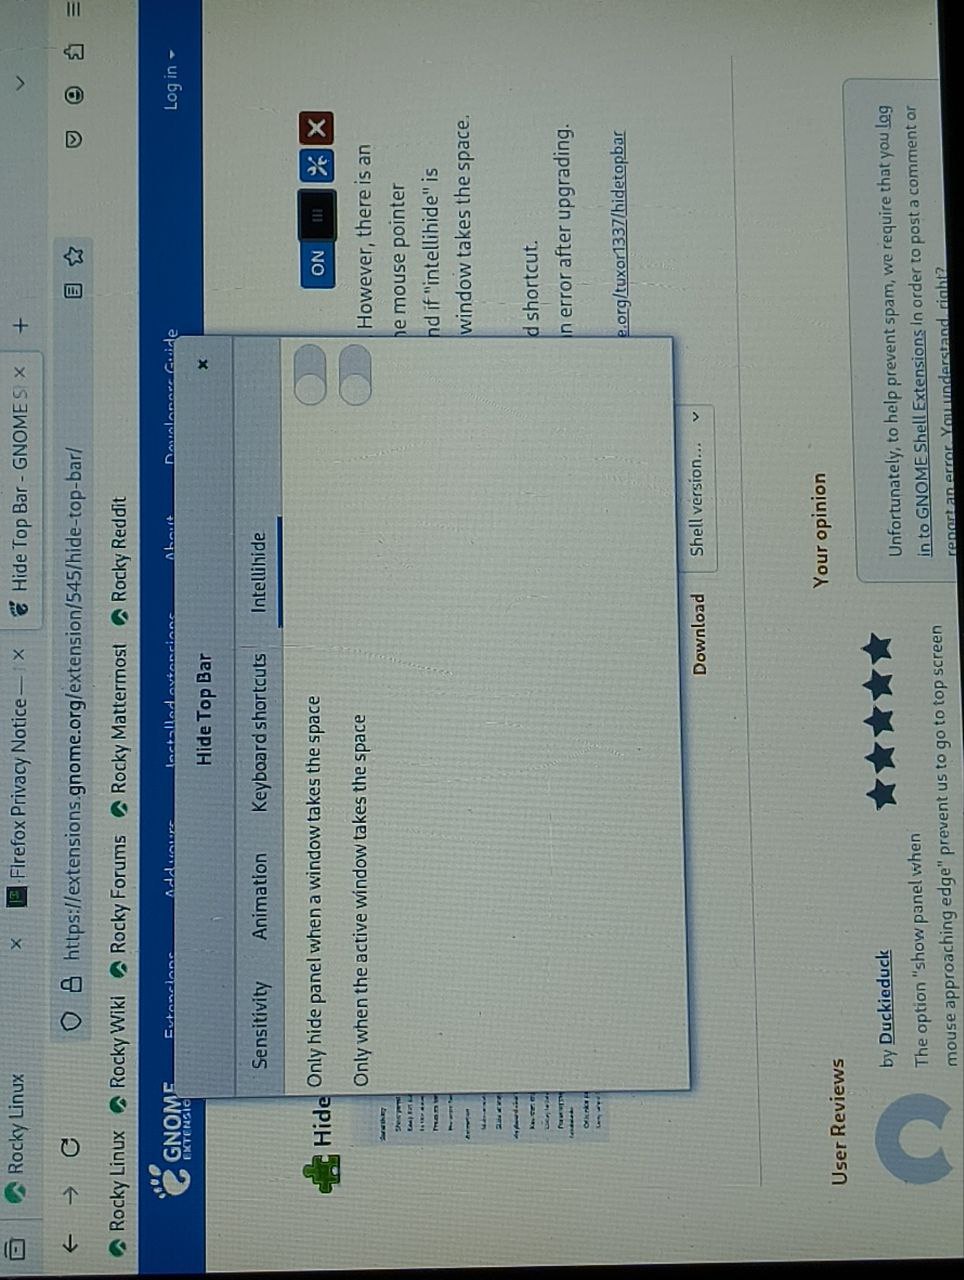 Rocky Linux
Firefox Privacy Notice —
Hide Top Bar - GNOME S
https://extensions.gnome.org/extension/545/hide-top-bar/
Rocky Linux Rocky Wiki Rocky Forums Rocky Mattermost Rocky Reddit
GNOME
Log in
Hide Top Bar
Sensitivity Animation Keyboard shortcuts Intellihide
Only hide panel when a window takes the space
Only when the active window takes the space
Hide
ON
However, there is an
e mouse pointer
nd if "intellihide" is
window takes the space.
d shortcut.
n error after upgrading.
e.org/tuxor1337/hidetopbar
Download
Shell version...
User Reviews
by Duckieduck
The option "show panel when
mouse approaching edge" prevent us to go to top screen
Your opinion
Unfortunately, to help prevent spam, we require that you log
in to GNOME Shell Extensions in order to post a comment or
report an error. You understand, right?